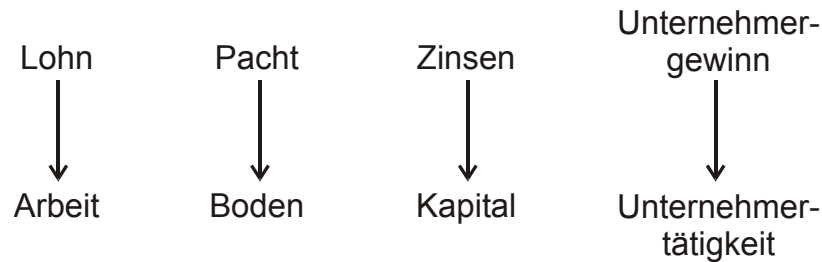 Lohn
Pacht
Zinsen
Unternehmer-
gewinn
Arbeit
Boden
Kapital
Unternehmer-
tätigkeit